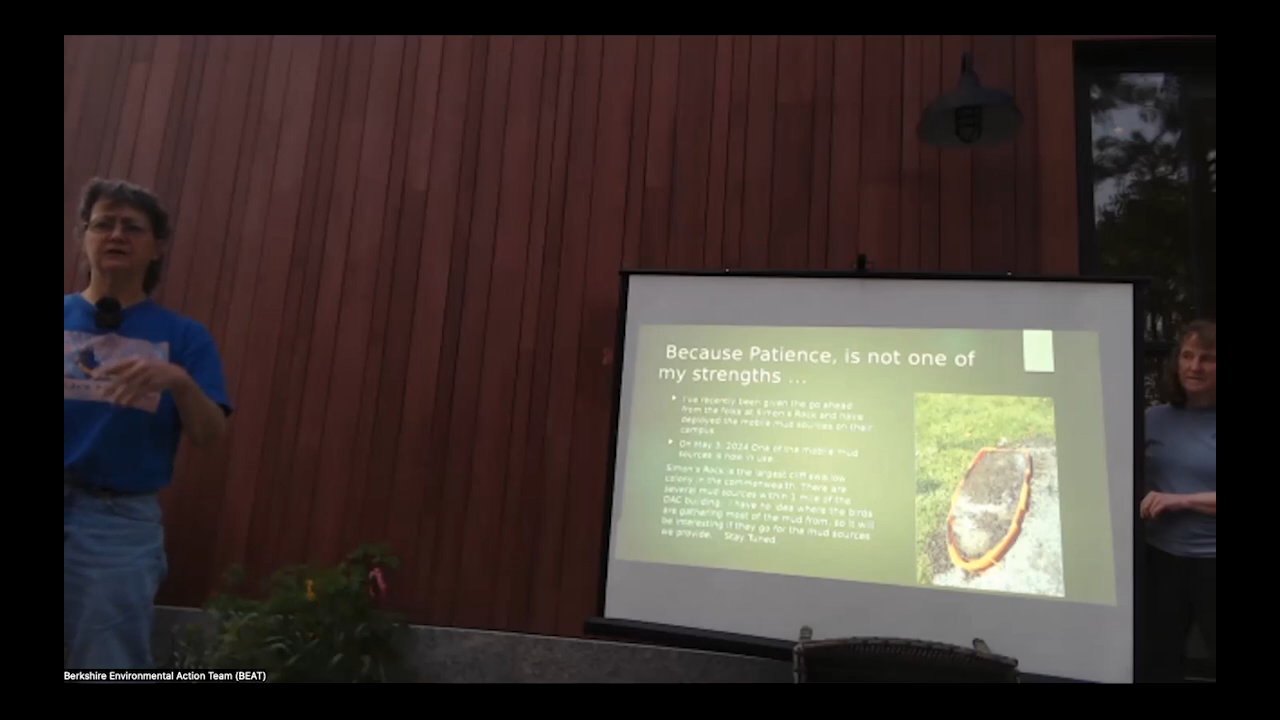 Because Patience, is not one of
my strengths ...
I've recently been given the go ahead
from the folks at Simon's Rock and have
deployed the mobile mud sources on their
campus
On May 3, 2024 One of the mobile mud
sources is now in use.
Simon's Rock is the largest cliff swallow
colony in the commonwealth. There are
several mud sources within 1 mile of the
DAC building. I have no idea where the birds
are gathering most of the mud from, so it will
be interesting if they go for the mud sources
we provide. Stay Tuned
Berkshire Environmental Action Team (BEAT)